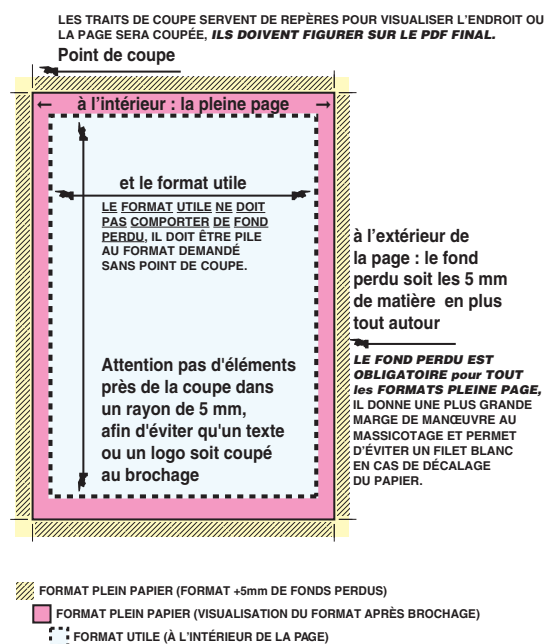 LES TRAITS DE COUPE SERVENT DE REPÈRES POUR VISUALISER L'ENDROIT OU
LA PAGE SERA COUPÉE, ILS DOIVENT FIGURER SUR LE PDF FINAL.
Point de coupe
à l'intérieur : la pleine page
et le format utile
LE FORMAT UTILE NE DOIT
PAS COMPORTER DE FOND
PERDU, IL DOIT ÊTRE PILE
AU FORMAT DEMANDÉ
SANS POINT DE COUPE.
Attention pas d'éléments
près de la coupe dans
un rayon de 5 mm,
afin d'éviter qu'un texte
ou un logo soit coupé
au brochage
à l'extérieur de
la page : le fond
perdu soit les 5 mm
de matière en plus
tout autour
LE FOND PERDU EST
OBLIGATOIRE pour TOUT
les FORMATS PLEINE PAGE,
IL DONNE UNE PLUS GRANDE
MARGE DE MANŒUVRE AU
MASSICOTAGE ET PERMET
D'ÉVITER UN FILET BLANC
EN CAS DE DÉCALAGE
DU PAPIER.
FORMAT PLEIN PAPIER (FORMAT +5mm DE FONDS PERDUS)
FORMAT PLEIN PAPIER (VISUALISATION DU FORMAT APRÈS BROCHAGE)
FORMAT UTILE (À L'INTÉRIEUR DE LA PAGE)